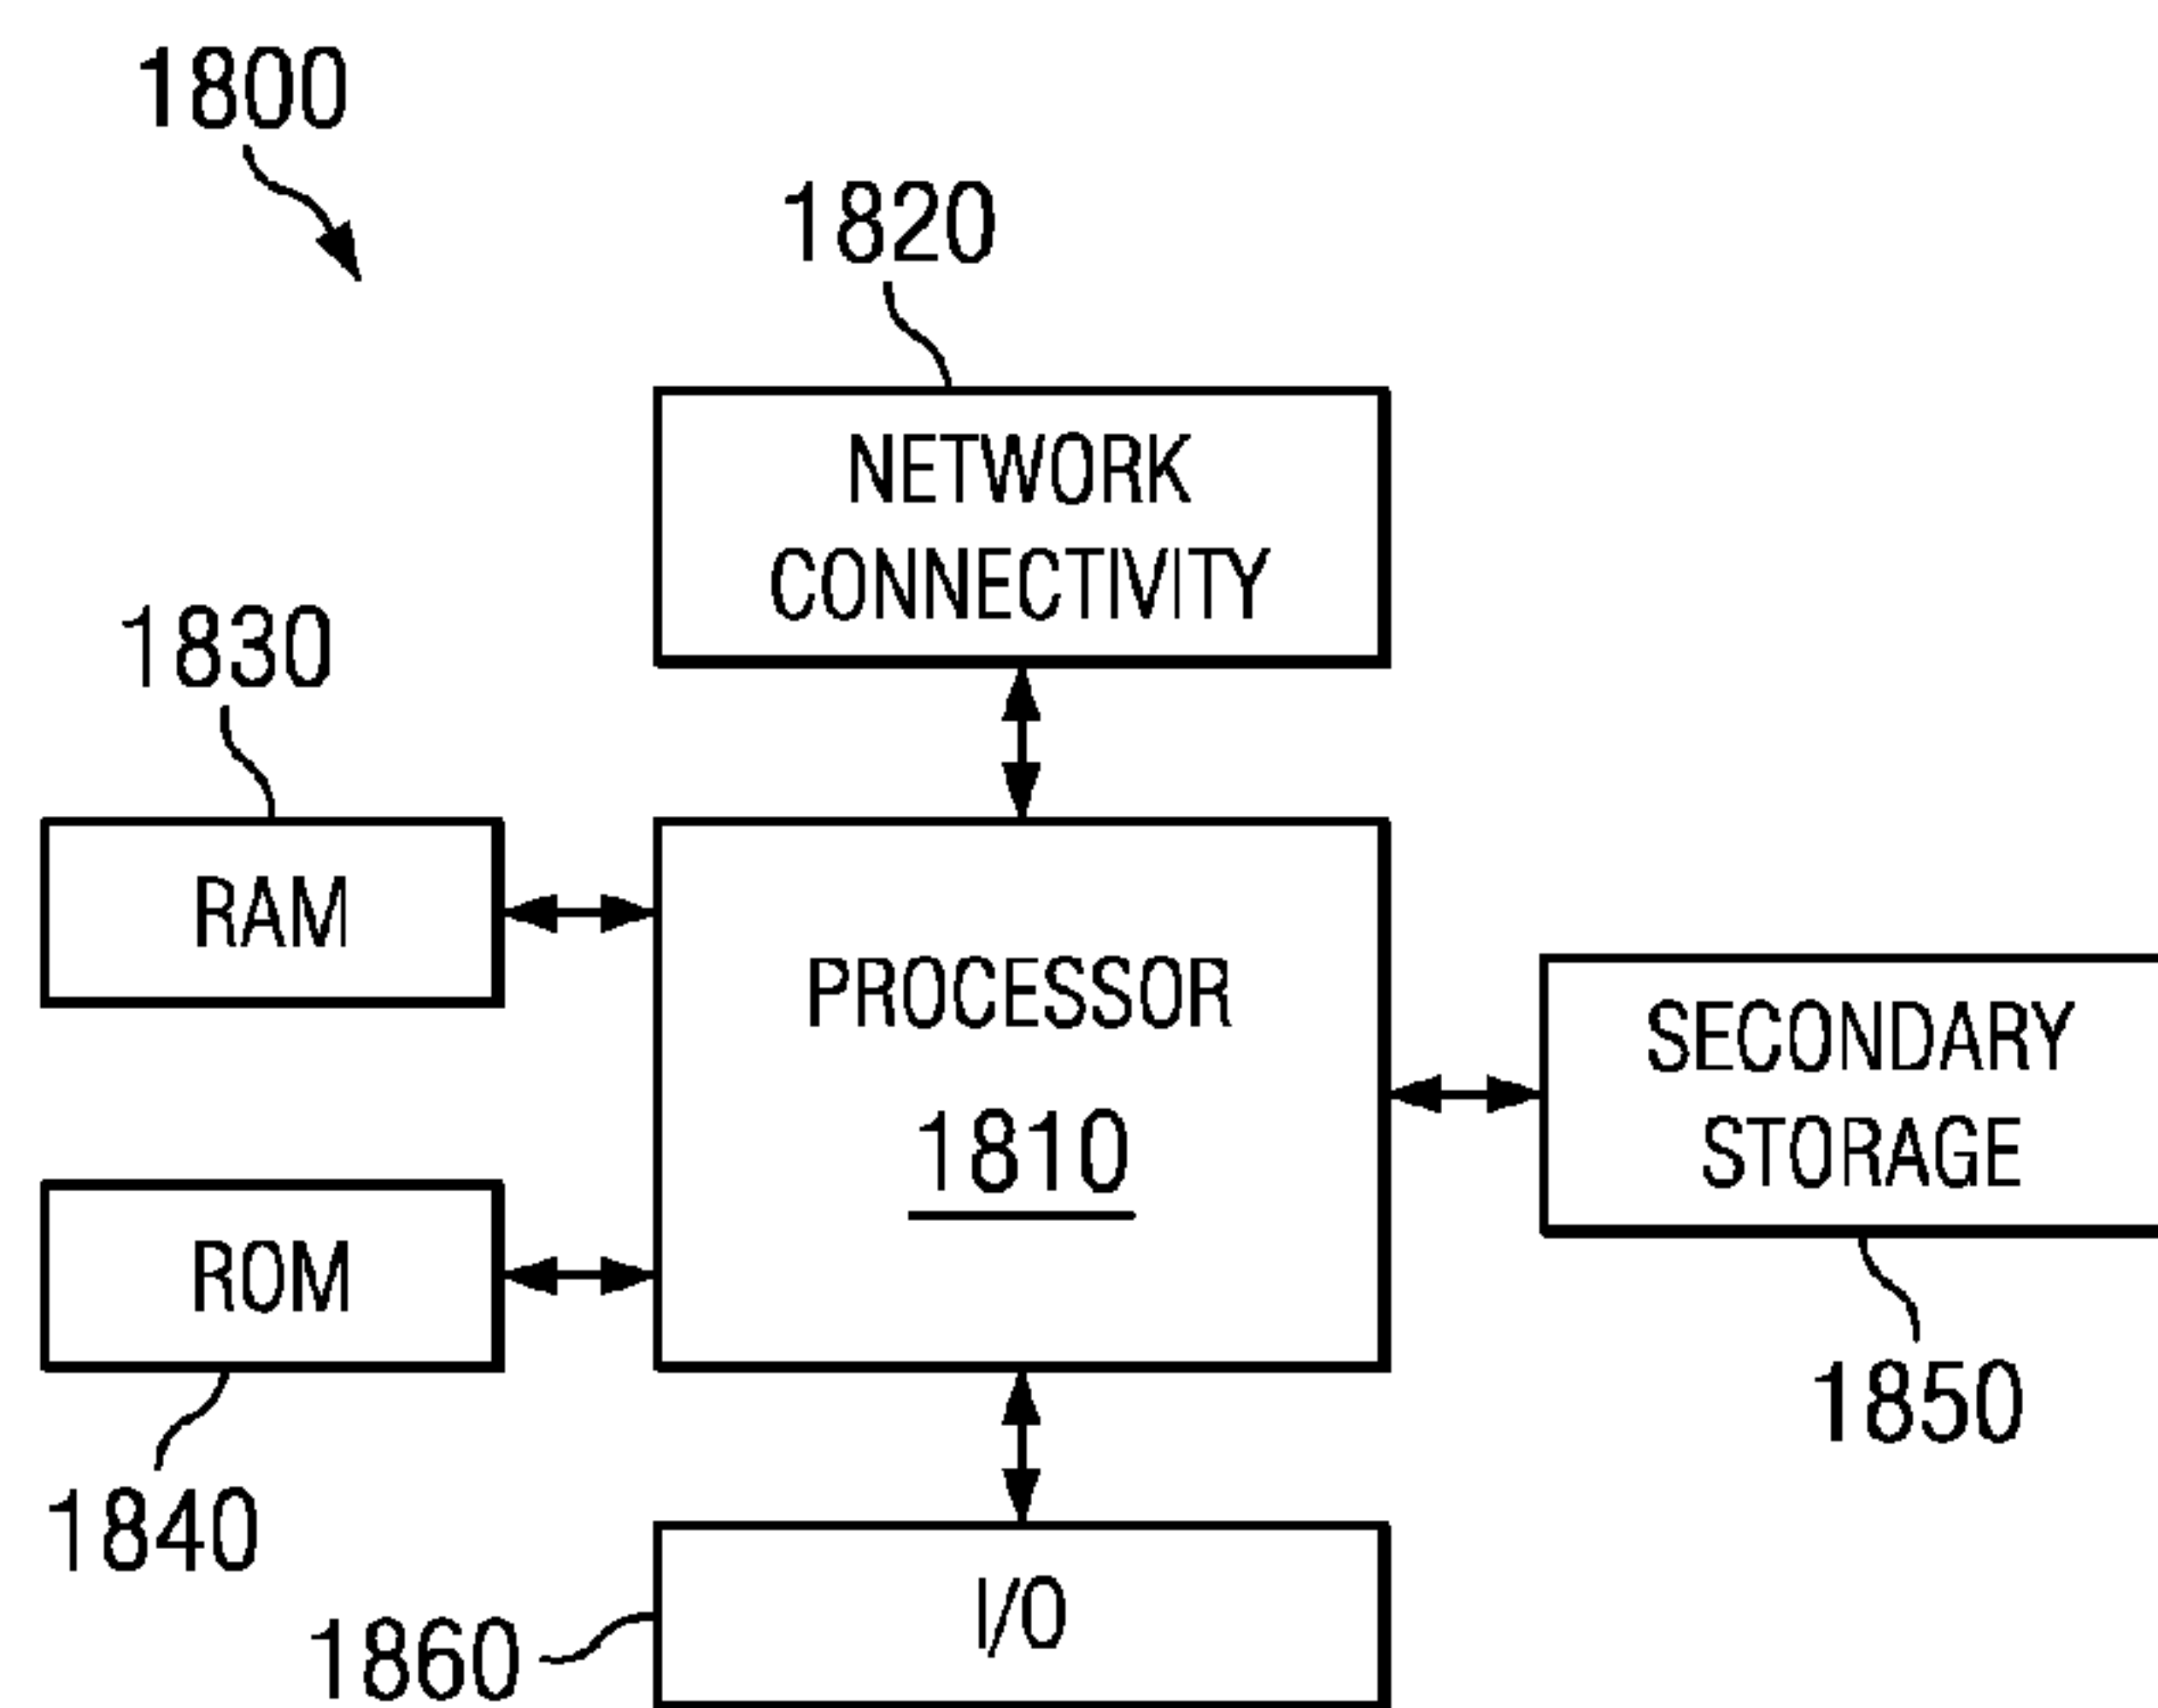 1800
1820
NETWORK
CONNECTIVITY
1830
RAM
PROCESSOR
1810
SECONDARY
STORAGE
1850
ROM
1840
I/O
1860